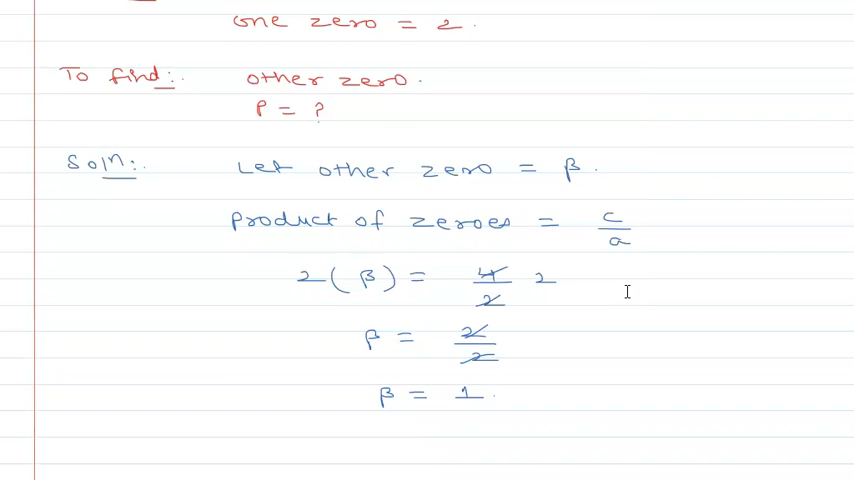 one zero = 2.
To find:. other zero.
P = ?
Soln:. Let other zero = β.
Product of zeroes = c/a
2(β) = 4/2 2
β = 2/2
β = 1.